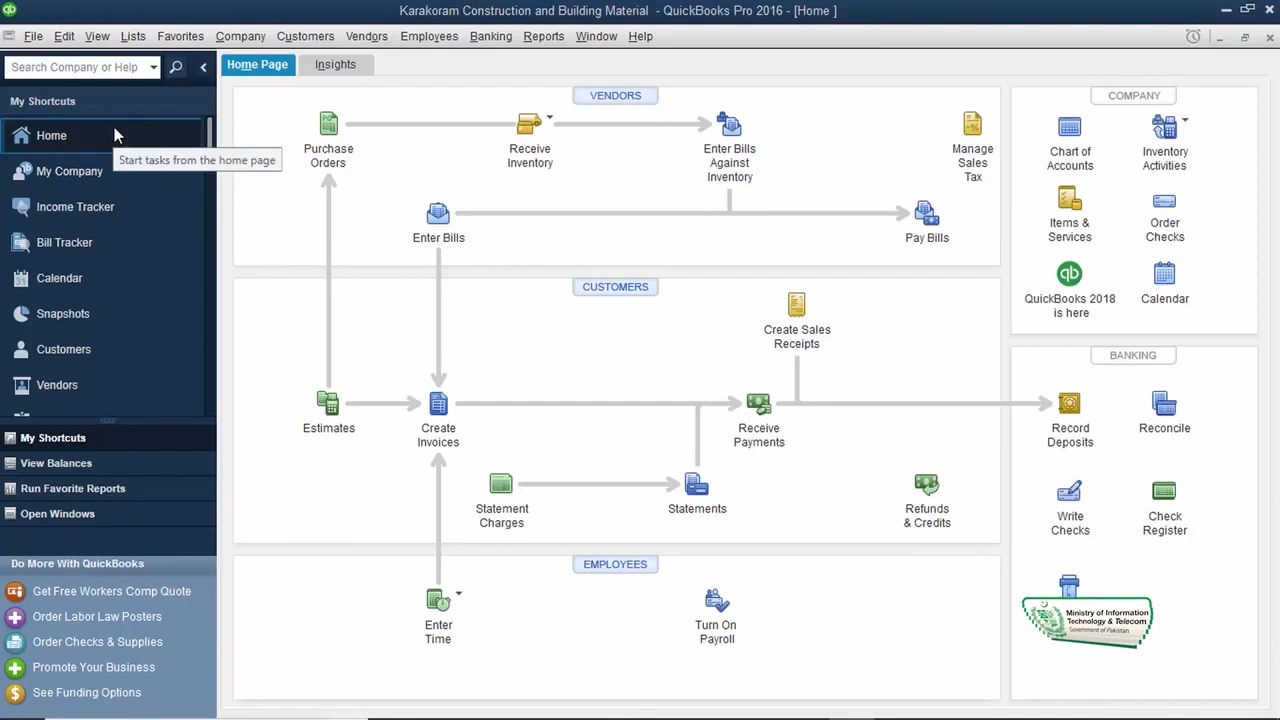 Karakoram Construction and Building Material - QuickBooks Pro 2016 - [Home ]
File Edit View Lists Favorites Company Customers Vendors Employees Banking Reports Window Help
Search Company or Help
Home Page
Insights
My Shortcuts
Home
Start tasks from the home page
My Company
Income Tracker
Bill Tracker
Calendar
Snapshots
Customers
Vendors
My Shortcuts
View Balances
Run Favorite Reports
Open Windows
Do More With QuickBooks
Get Free Workers Comp Quote
Order Labor Law Posters
Order Checks & Supplies
Promote Your Business
See Funding Options
VENDORS
Purchase
Orders
Receive
Inventory
Enter Bills
Against
Inventory
Manage
Sales
Tax
Enter Bills
Pay Bills
CUSTOMERS
Create Sales
Receipts
Estimates
Create
Invoices
Receive
Payments
Statement
Charges
Statements
Refunds
& Credits
EMPLOYEES
Enter
Time
Turn On
Payroll
COMPANY
Chart of
Accounts
Inventory
Activities
Items &
Services
Order
Checks
qb
QuickBooks 2018
is here
Calendar
BANKING
Record
Deposits
Reconcile
Write
Checks
Check
Register
Ministry of Information
Technology & Telecom
Government of Pakistan